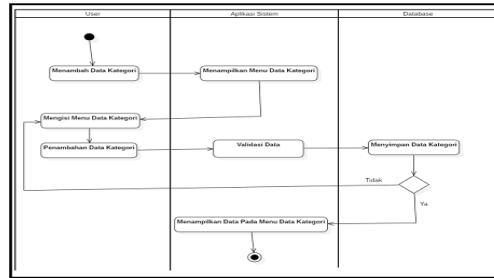 User
Aplikasi Sistem
Database
Menambah Data Kategori
Menampilkan Menu Data Kategori
Mengisi Menu Data Kategori
Penambahan Data Kategori
Validasi Data
Menyimpan Data Kategori
Tidak
Ya
Menampilkan Data Pada Menu Data Kategori